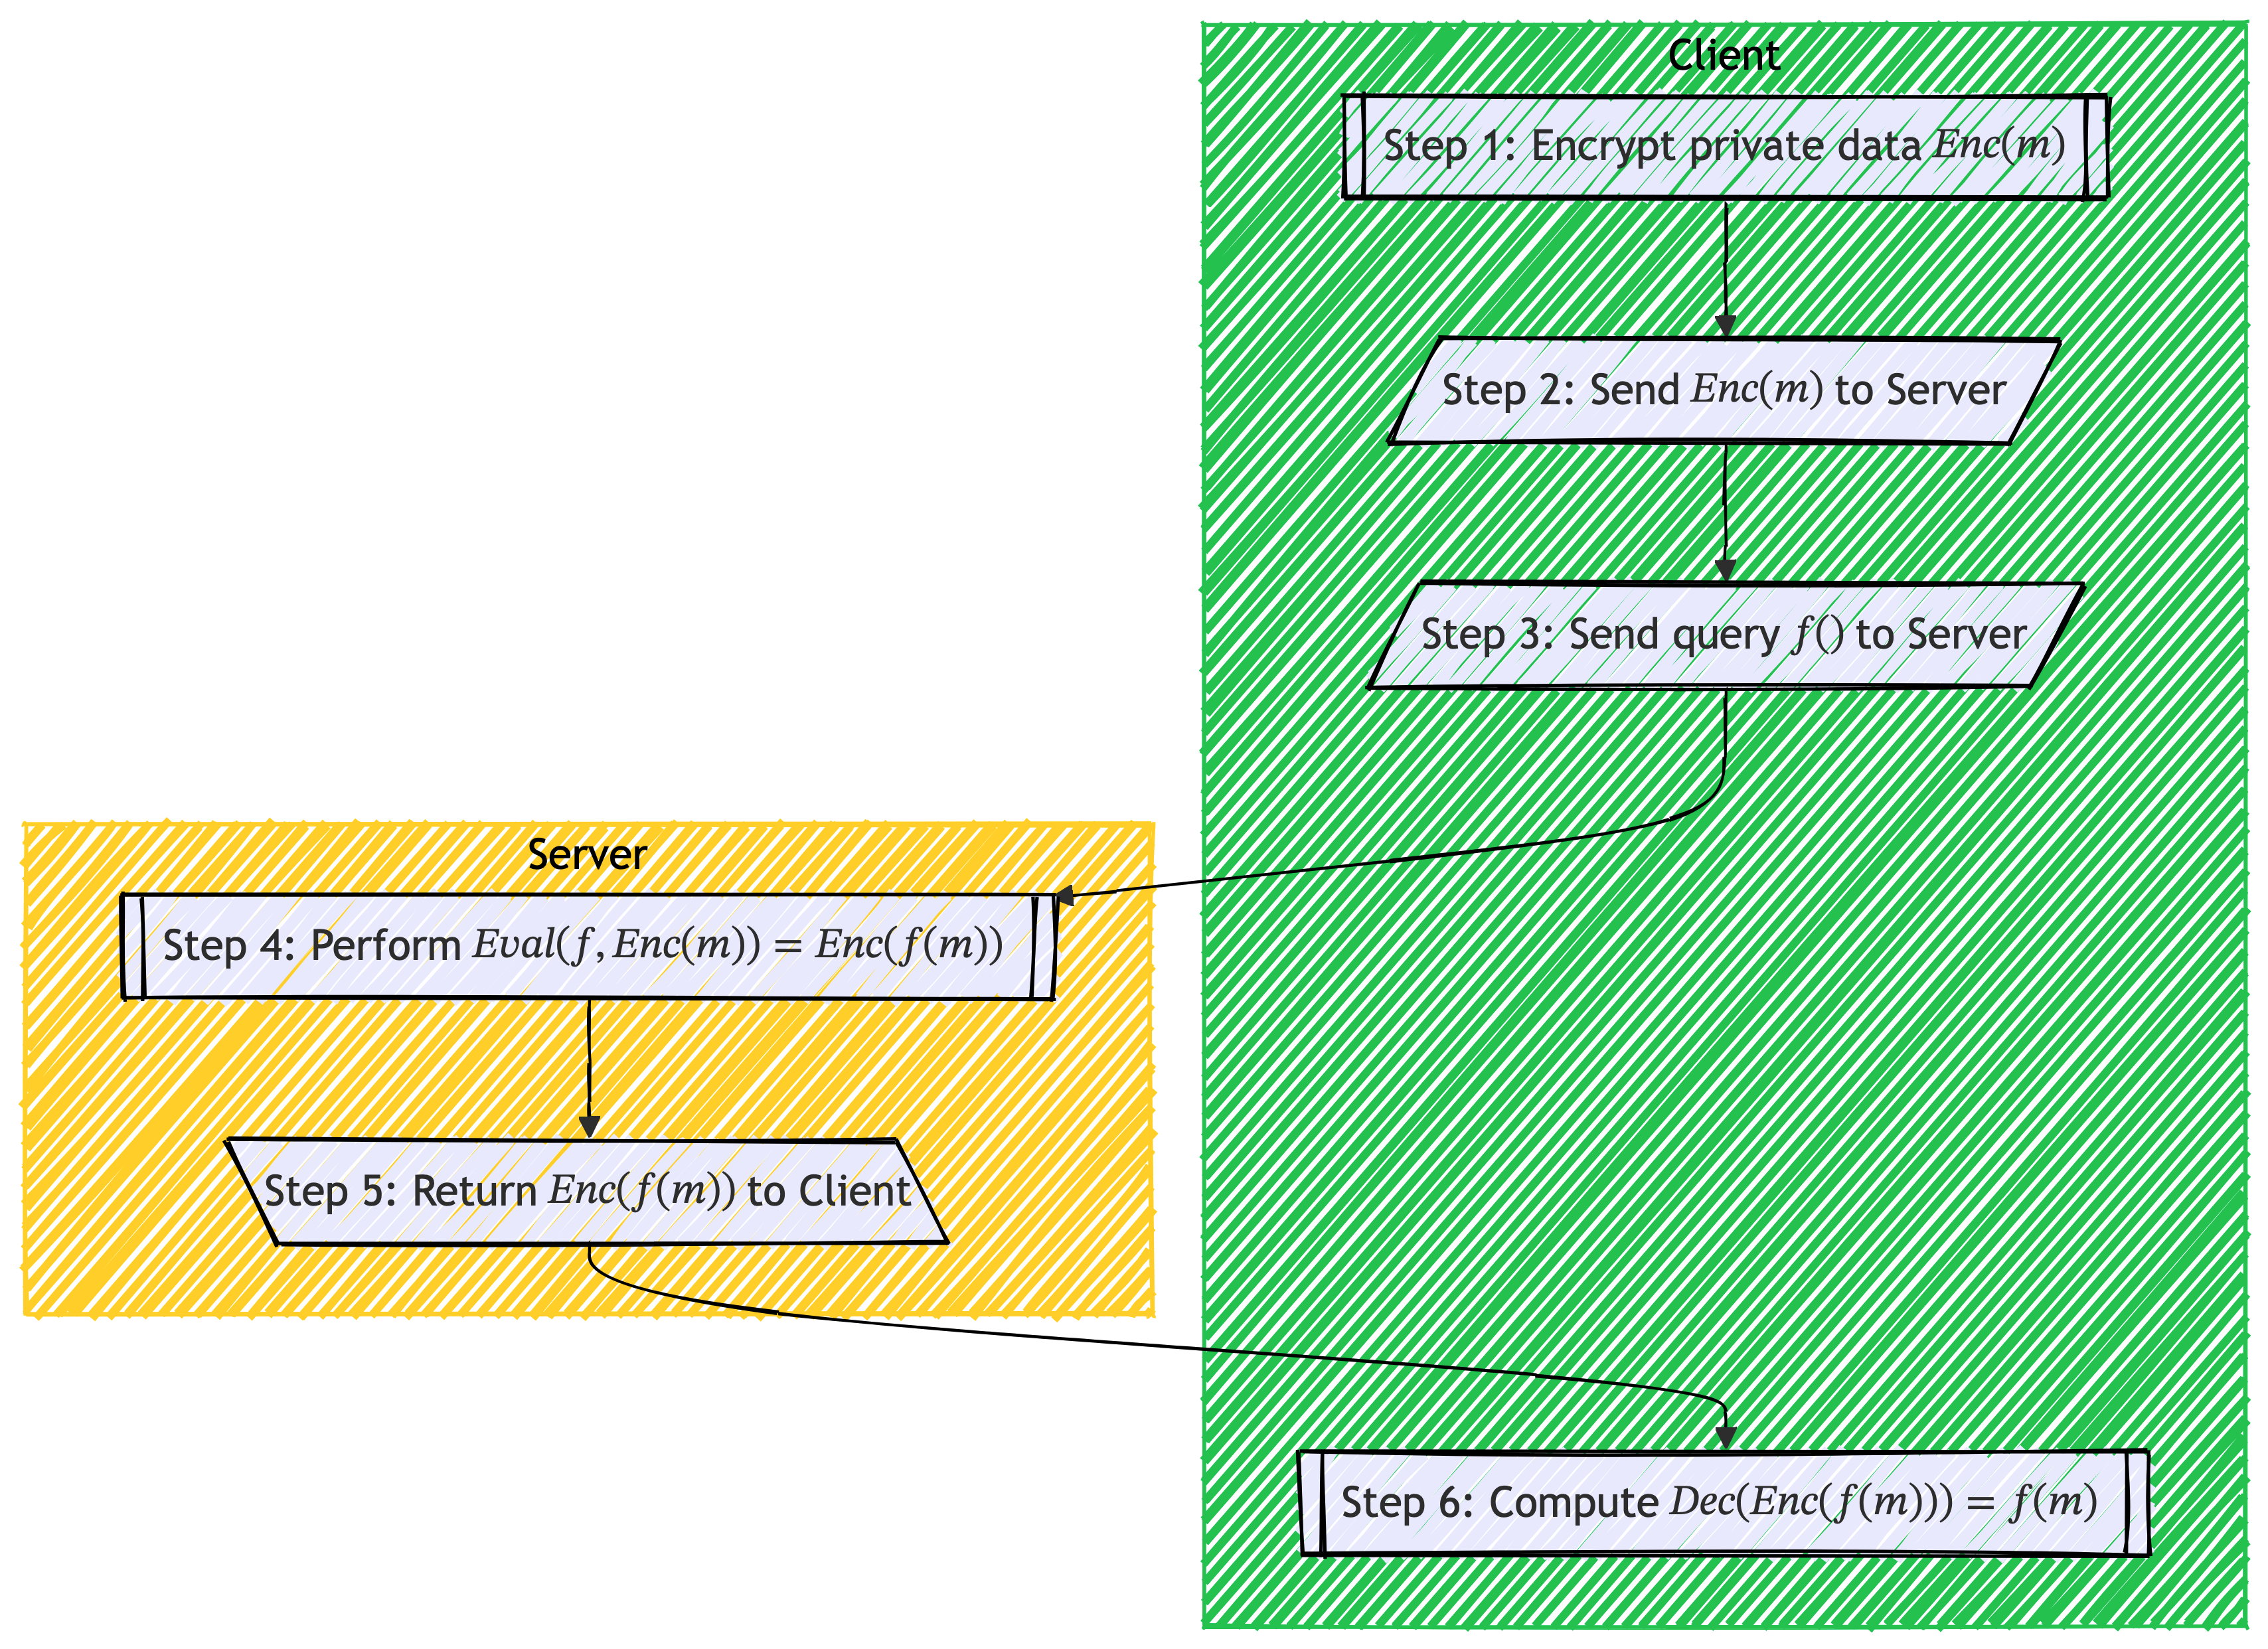 Client
Step 1: Encrypt private data Enc(m)
Step 2: Send Enc(m) to Server
Step 3: Send query f() to Server
Server
Step 4: Perform Eval(f, Enc(m)) = Enc(f(m))
Step 5: Return Enc(f(m)) to Client
Step 6: Compute Dec(Enc(f(m))) = f(m)